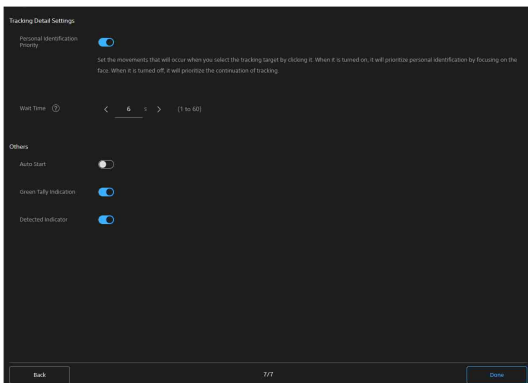 Tracking Detail Settings
Personal Identification
Priority
Set the movements that will occur when you select the tracking target by clicking it. When it is turned on, it will prioritize personal identification by focusing on the
face. When it is turned off, it will prioritize the continuation of tracking.
Wait Time ?
< 6 s > (1 to 60)
Others
Auto Start
Green Tally Indication
Detected Indicator
Back 7/7 Done